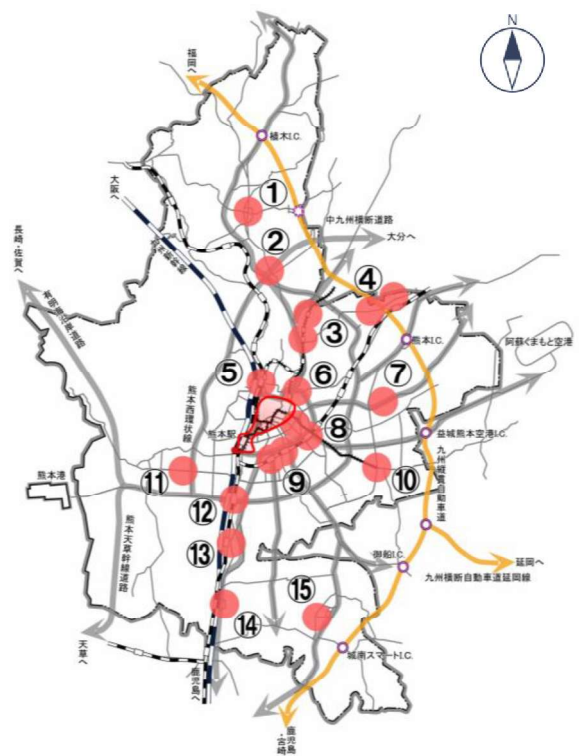 N
福岡へ
植木I.C.
大阪へ
①
中九州横断道路
②
大分へ
長崎・佐賀へ
④
③
熊本I.C.
阿蘇くまもと空港
⑤
⑥
⑦
熊本西環状線
熊本駅
⑧
益城熊本空港I.C.
九州縦貫自動車道
⑨
⑩
熊本港
⑪
⑫
熊本天草幹線道路
⑬
御船I.C.
延岡へ
九州横断自動車道延岡線
⑮
⑭
天草へ
鹿児島へ
城南スマートI.C.
鹿児島・宮崎へ